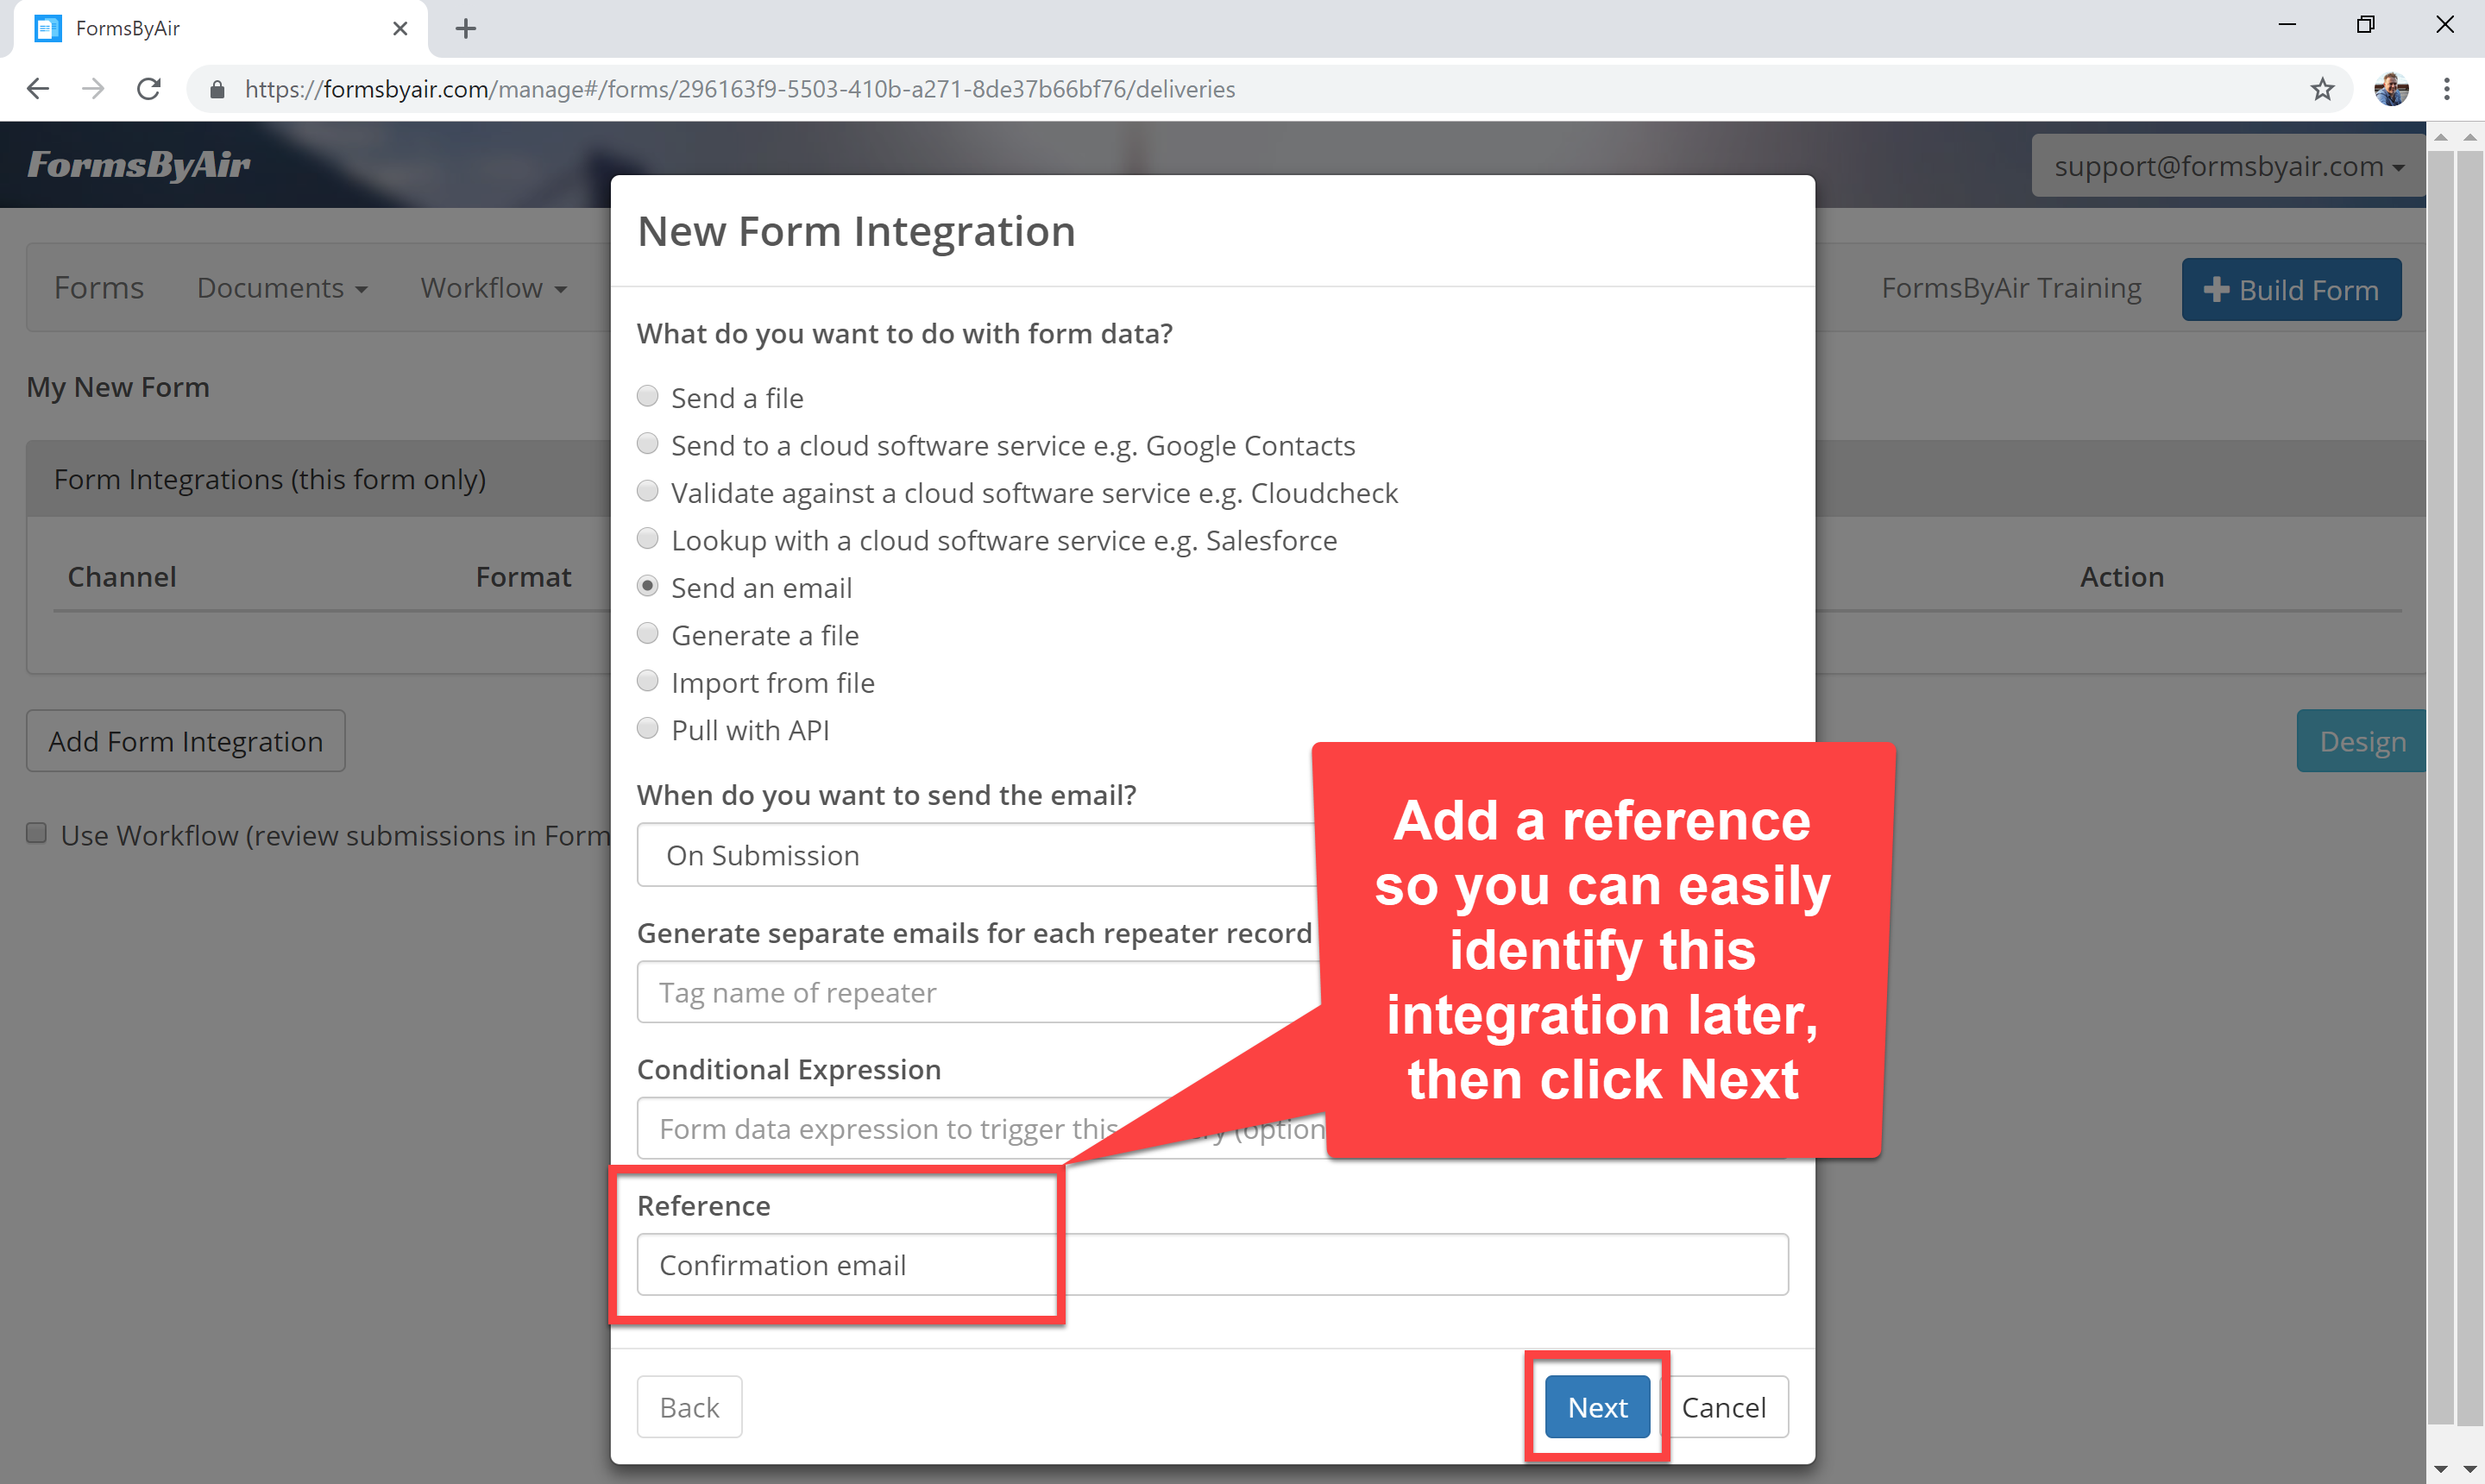 FormsByAir
https://formsbyair.com/manage#/forms/296163f9-5503-410b-a271-8de37b66bf76/deliveries
FormsByAir
support@formsbyair.com
Forms
Documents
Workflow
FormsByAir Training
Build Form
My New Form
Form Integrations (this form only)
Channel
Format
Action
Add Form Integration
Design
Use Workflow (review submissions in Form
New Form Integration
What do you want to do with form data?
Send a file
Send to a cloud software service e.g. Google Contacts
Validate against a cloud software service e.g. Cloudcheck
Lookup with a cloud software service e.g. Salesforce
Send an email
Generate a file
Import from file
Pull with API
When do you want to send the email?
On Submission
Generate separate emails for each repeater record
Tag name of repeater
Conditional Expression
Form data expression to trigger this
Reference
Confirmation email
Back
Next
Cancel
Add a reference
so you can easily
identify this
integration later,
then click Next